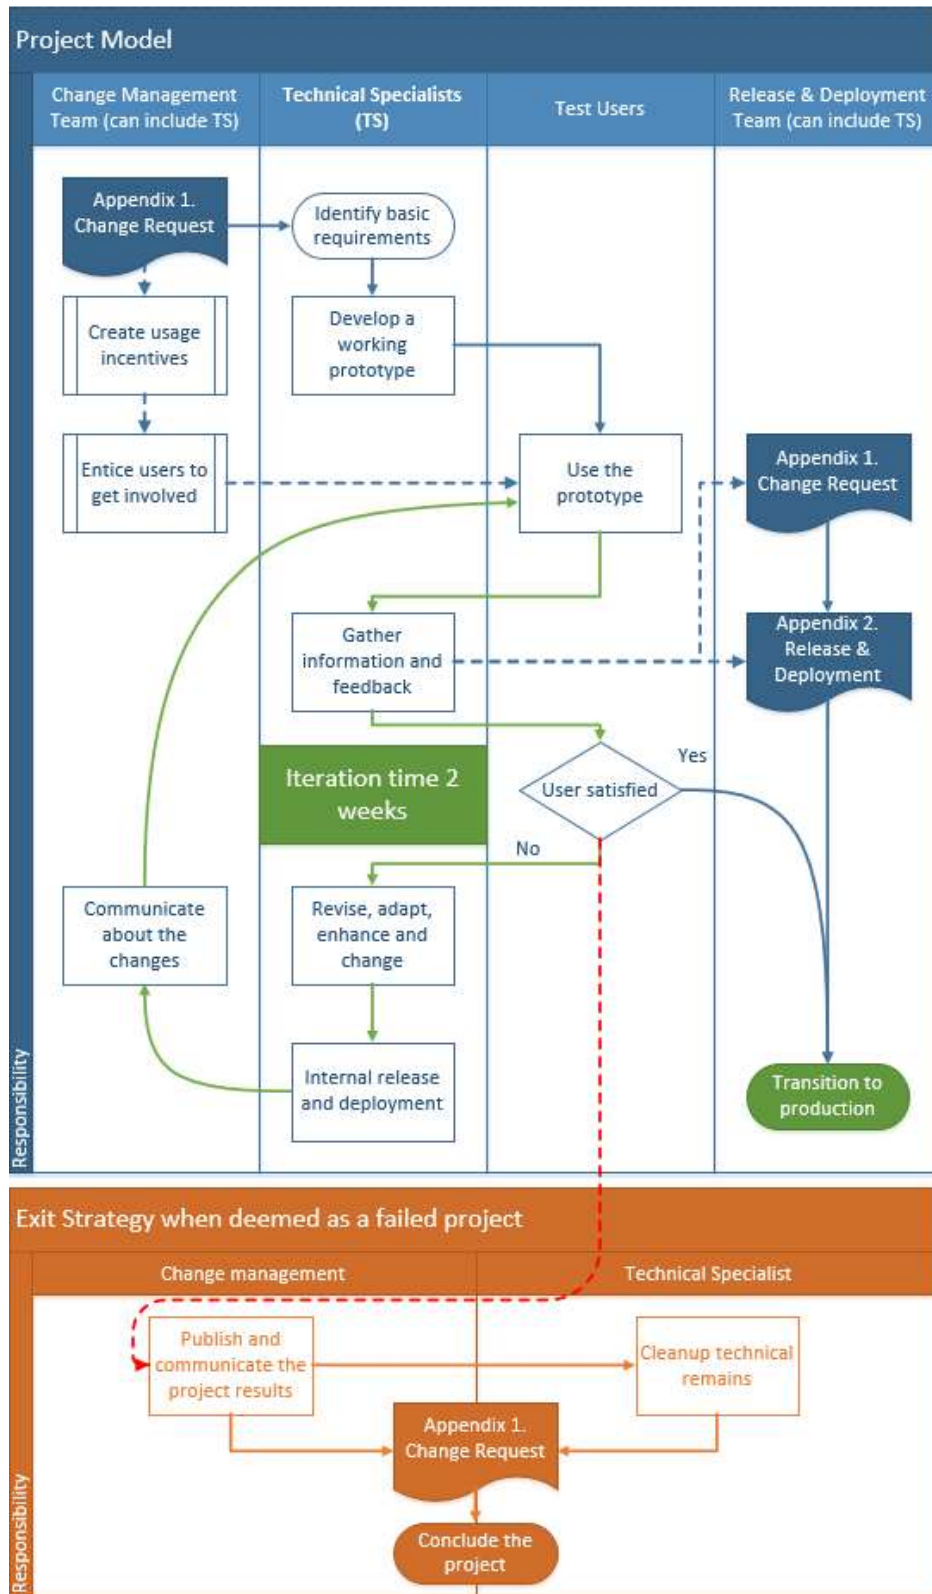 Project Model
Change Management
Team (can include TS)
Technical Specialists
(TS)
Test Users
Release & Deployment
Team (can include TS)
Appendix 1.
Change Request
Identify basic
requirements
Create usage
incentives
Develop a
working
prototype
Entice users to
get involved
Use the
prototype
Appendix 1.
Change Request
Gather
information and
feedback
Appendix 2.
Release &
Deployment
Iteration time 2
weeks
User satisfied
Yes
No
Communicate
about the
changes
Revise, adapt,
enhance and
change
Internal release
and deployment
Transition to
production
Responsibility
Exit Strategy when deemed as a failed project
Change management
Technical Specialist
Publish and
communicate the
project results
Cleanup technical
remains
Appendix 1.
Change Request
Conclude the
project
Responsibility